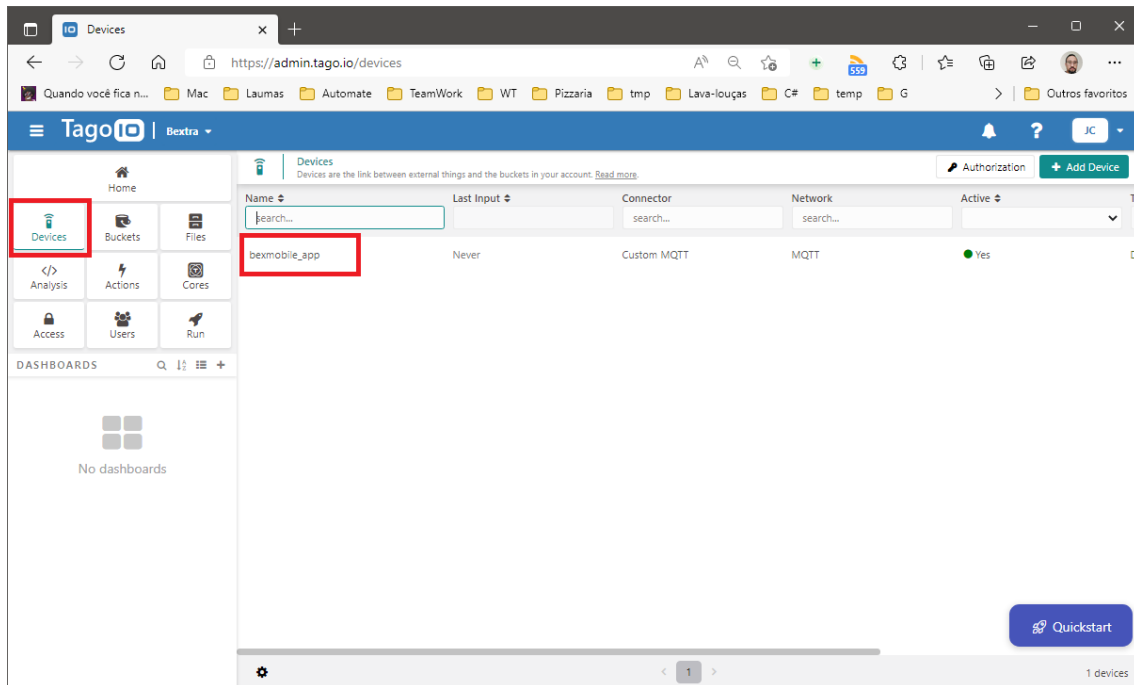 Devices
https://admin.tago.io/devices
559
Quando você fica n... Mac Laumas Automate TeamWork WT Pizzaria tmp Lava-louças C# temp G Outros favoritos
Tago IO Bextra
? JC
Home
Devices Buckets Files
Analysis Actions Cores
Access Users Run
DASHBOARDS
No dashboards
Devices
Devices are the link between external things and the buckets in your account. Read more.
Authorization + Add Device
Name Last Input Connector Network Active
search... search... search...
bexmobile_app Never Custom MQTT MQTT Yes
Quickstart
1
1 devices